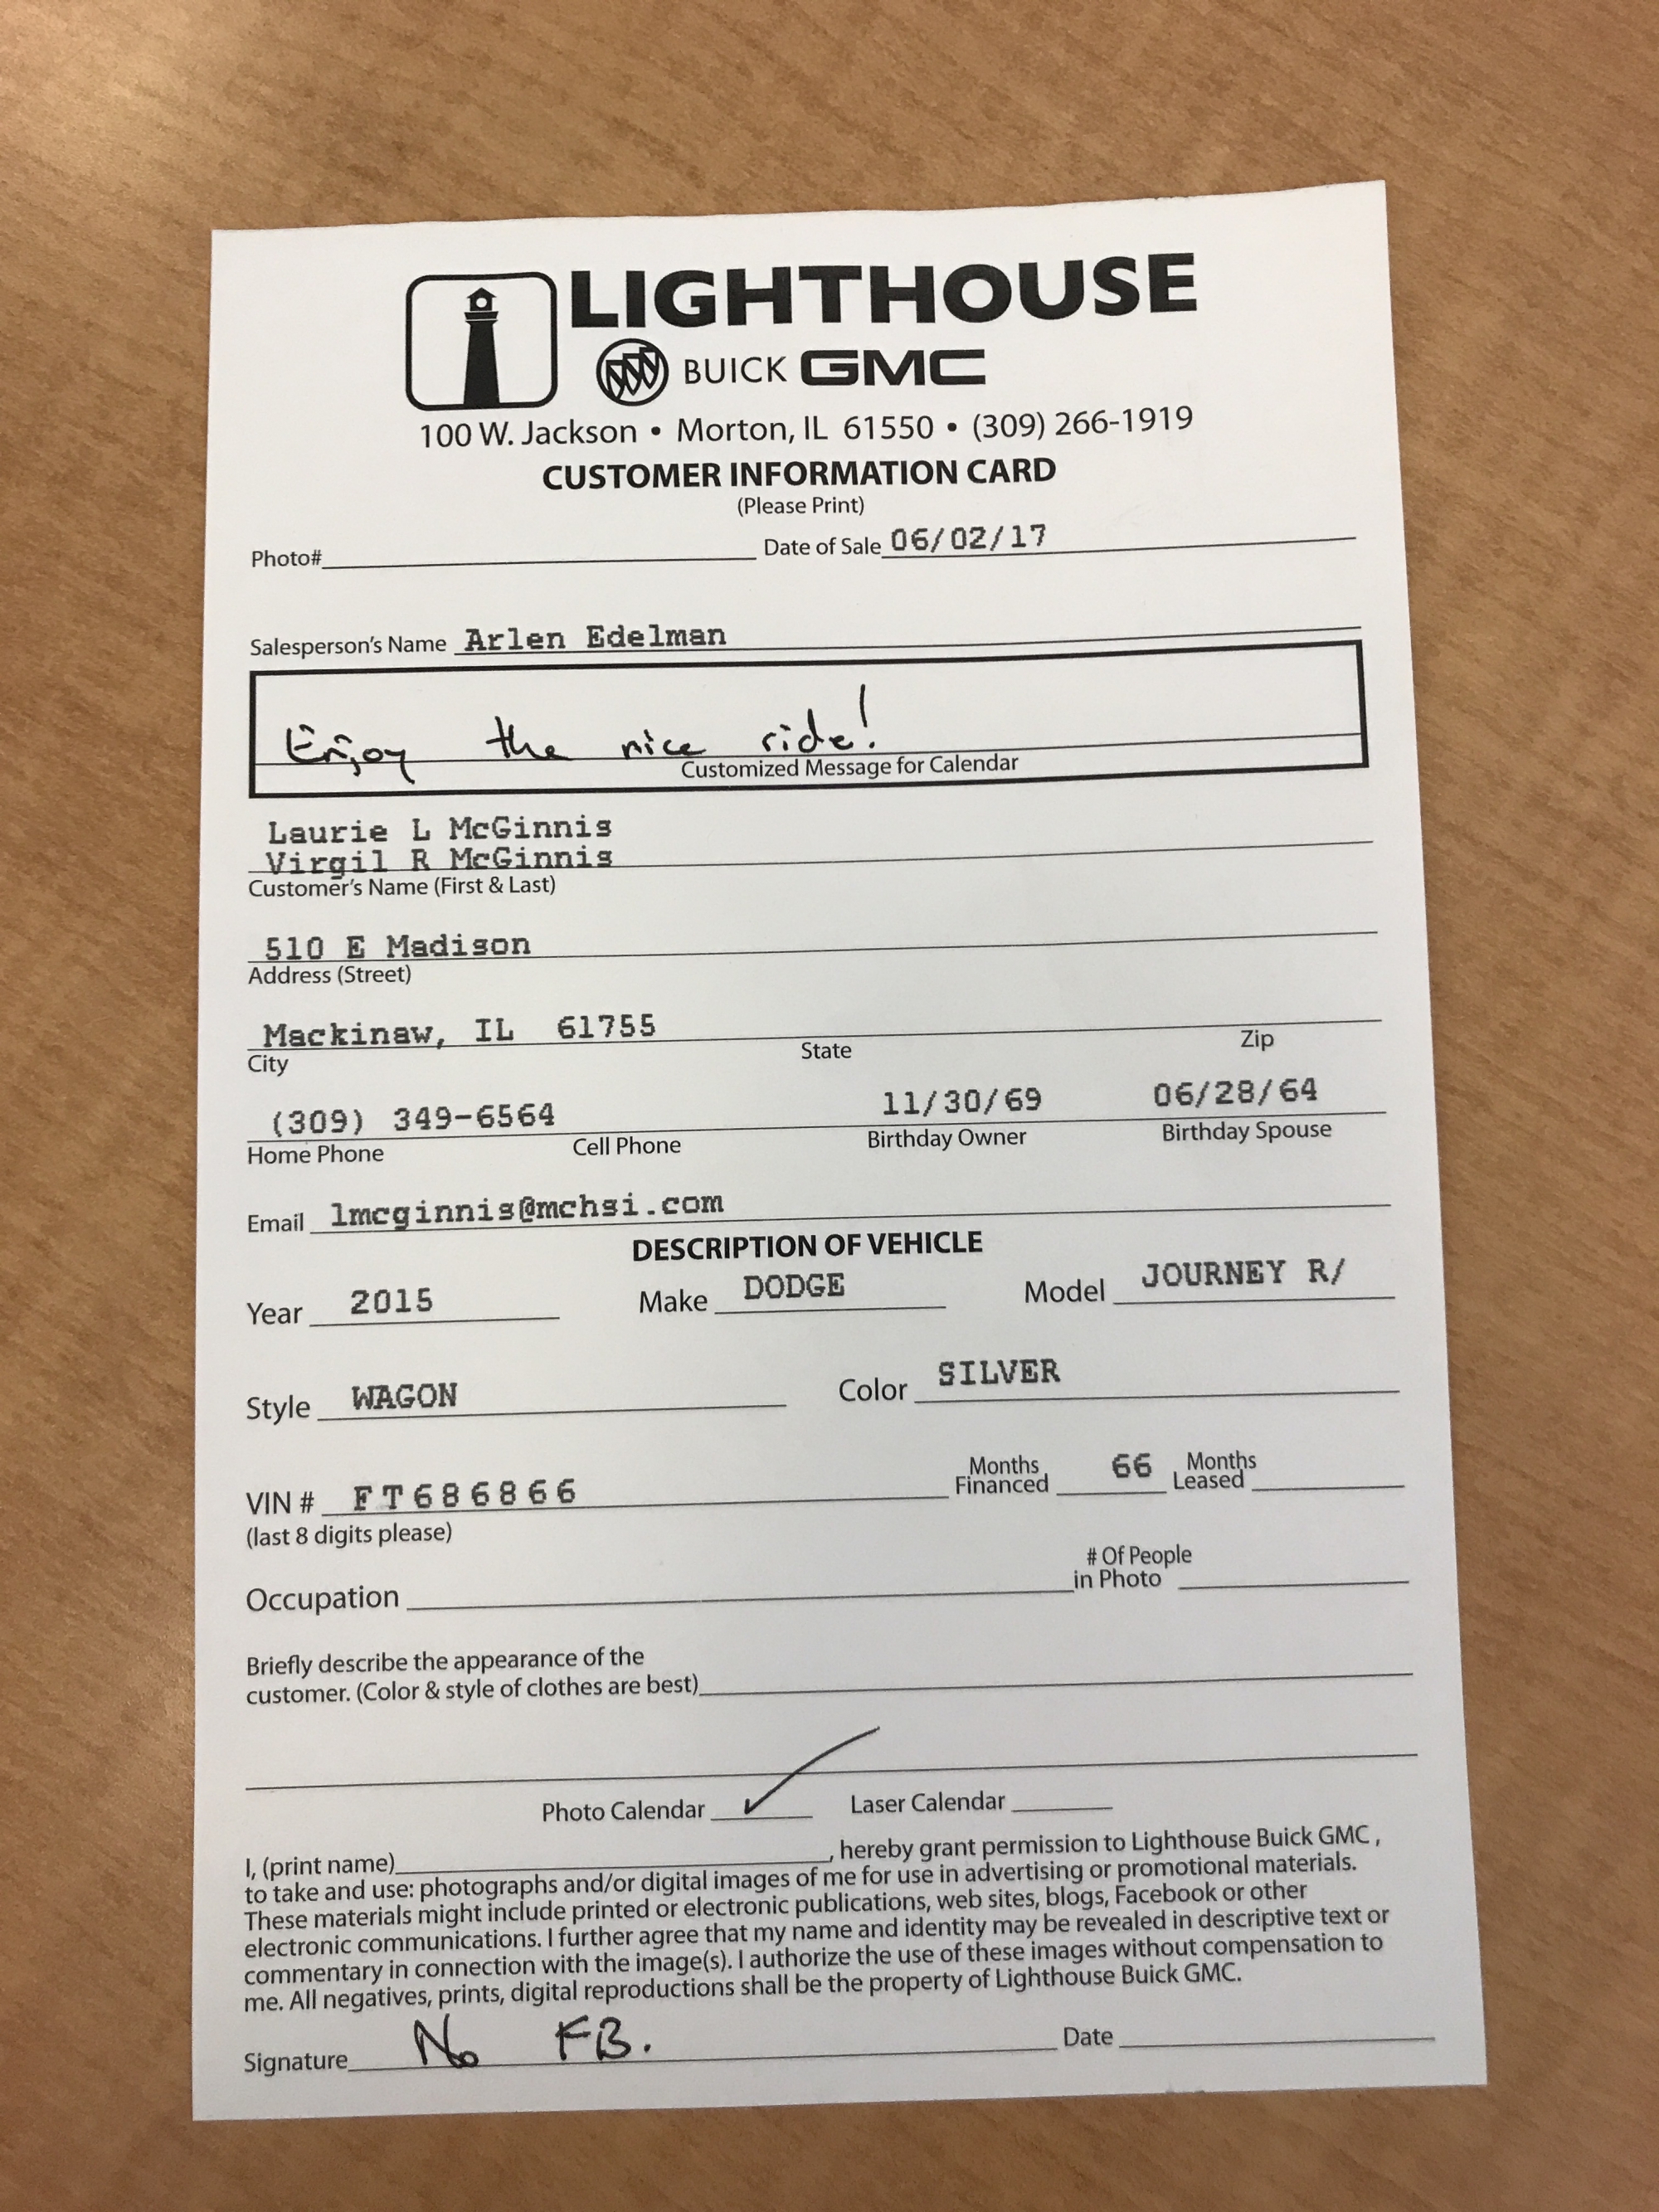 LIGHTHOUSE
BUICK GMC
100 W. Jackson • Morton, IL 61550 • (309) 266-1919
CUSTOMER INFORMATION CARD
(Please Print)
Photo# Date of Sale 06/02/17
Salesperson's Name Arlen Edelman
Enjoy the nice ride!
Customized Message for Calendar
Laurie L McGinnis
Virgil R McGinnis
Customer's Name (First & Last)
510 E Madison
Address (Street)
Mackinaw, IL 61755
City State Zip
(309) 349-6564 11/30/69 06/28/64
Home Phone Cell Phone Birthday Owner Birthday Spouse
Email lmcginnis@mchsi.com
DESCRIPTION OF VEHICLE
Year 2015 Make DODGE Model JOURNEY R/
Style WAGON Color SILVER
VIN # FT686866 Months Financed 66 Months Leased
(last 8 digits please)
Occupation # Of People in Photo
Briefly describe the appearance of the
customer. (Color & style of clothes are best)
Photo Calendar ✓ Laser Calendar
I, (print name) , hereby grant permission to Lighthouse Buick GMC ,
to take and use: photographs and/or digital images of me for use in advertising or promotional materials.
These materials might include printed or electronic publications, web sites, blogs, Facebook or other
electronic communications. I further agree that my name and identity may be revealed in descriptive text or
commentary in connection with the image(s). I authorize the use of these images without compensation to
me. All negatives, prints, digital reproductions shall be the property of Lighthouse Buick GMC.
Signature No FB. Date